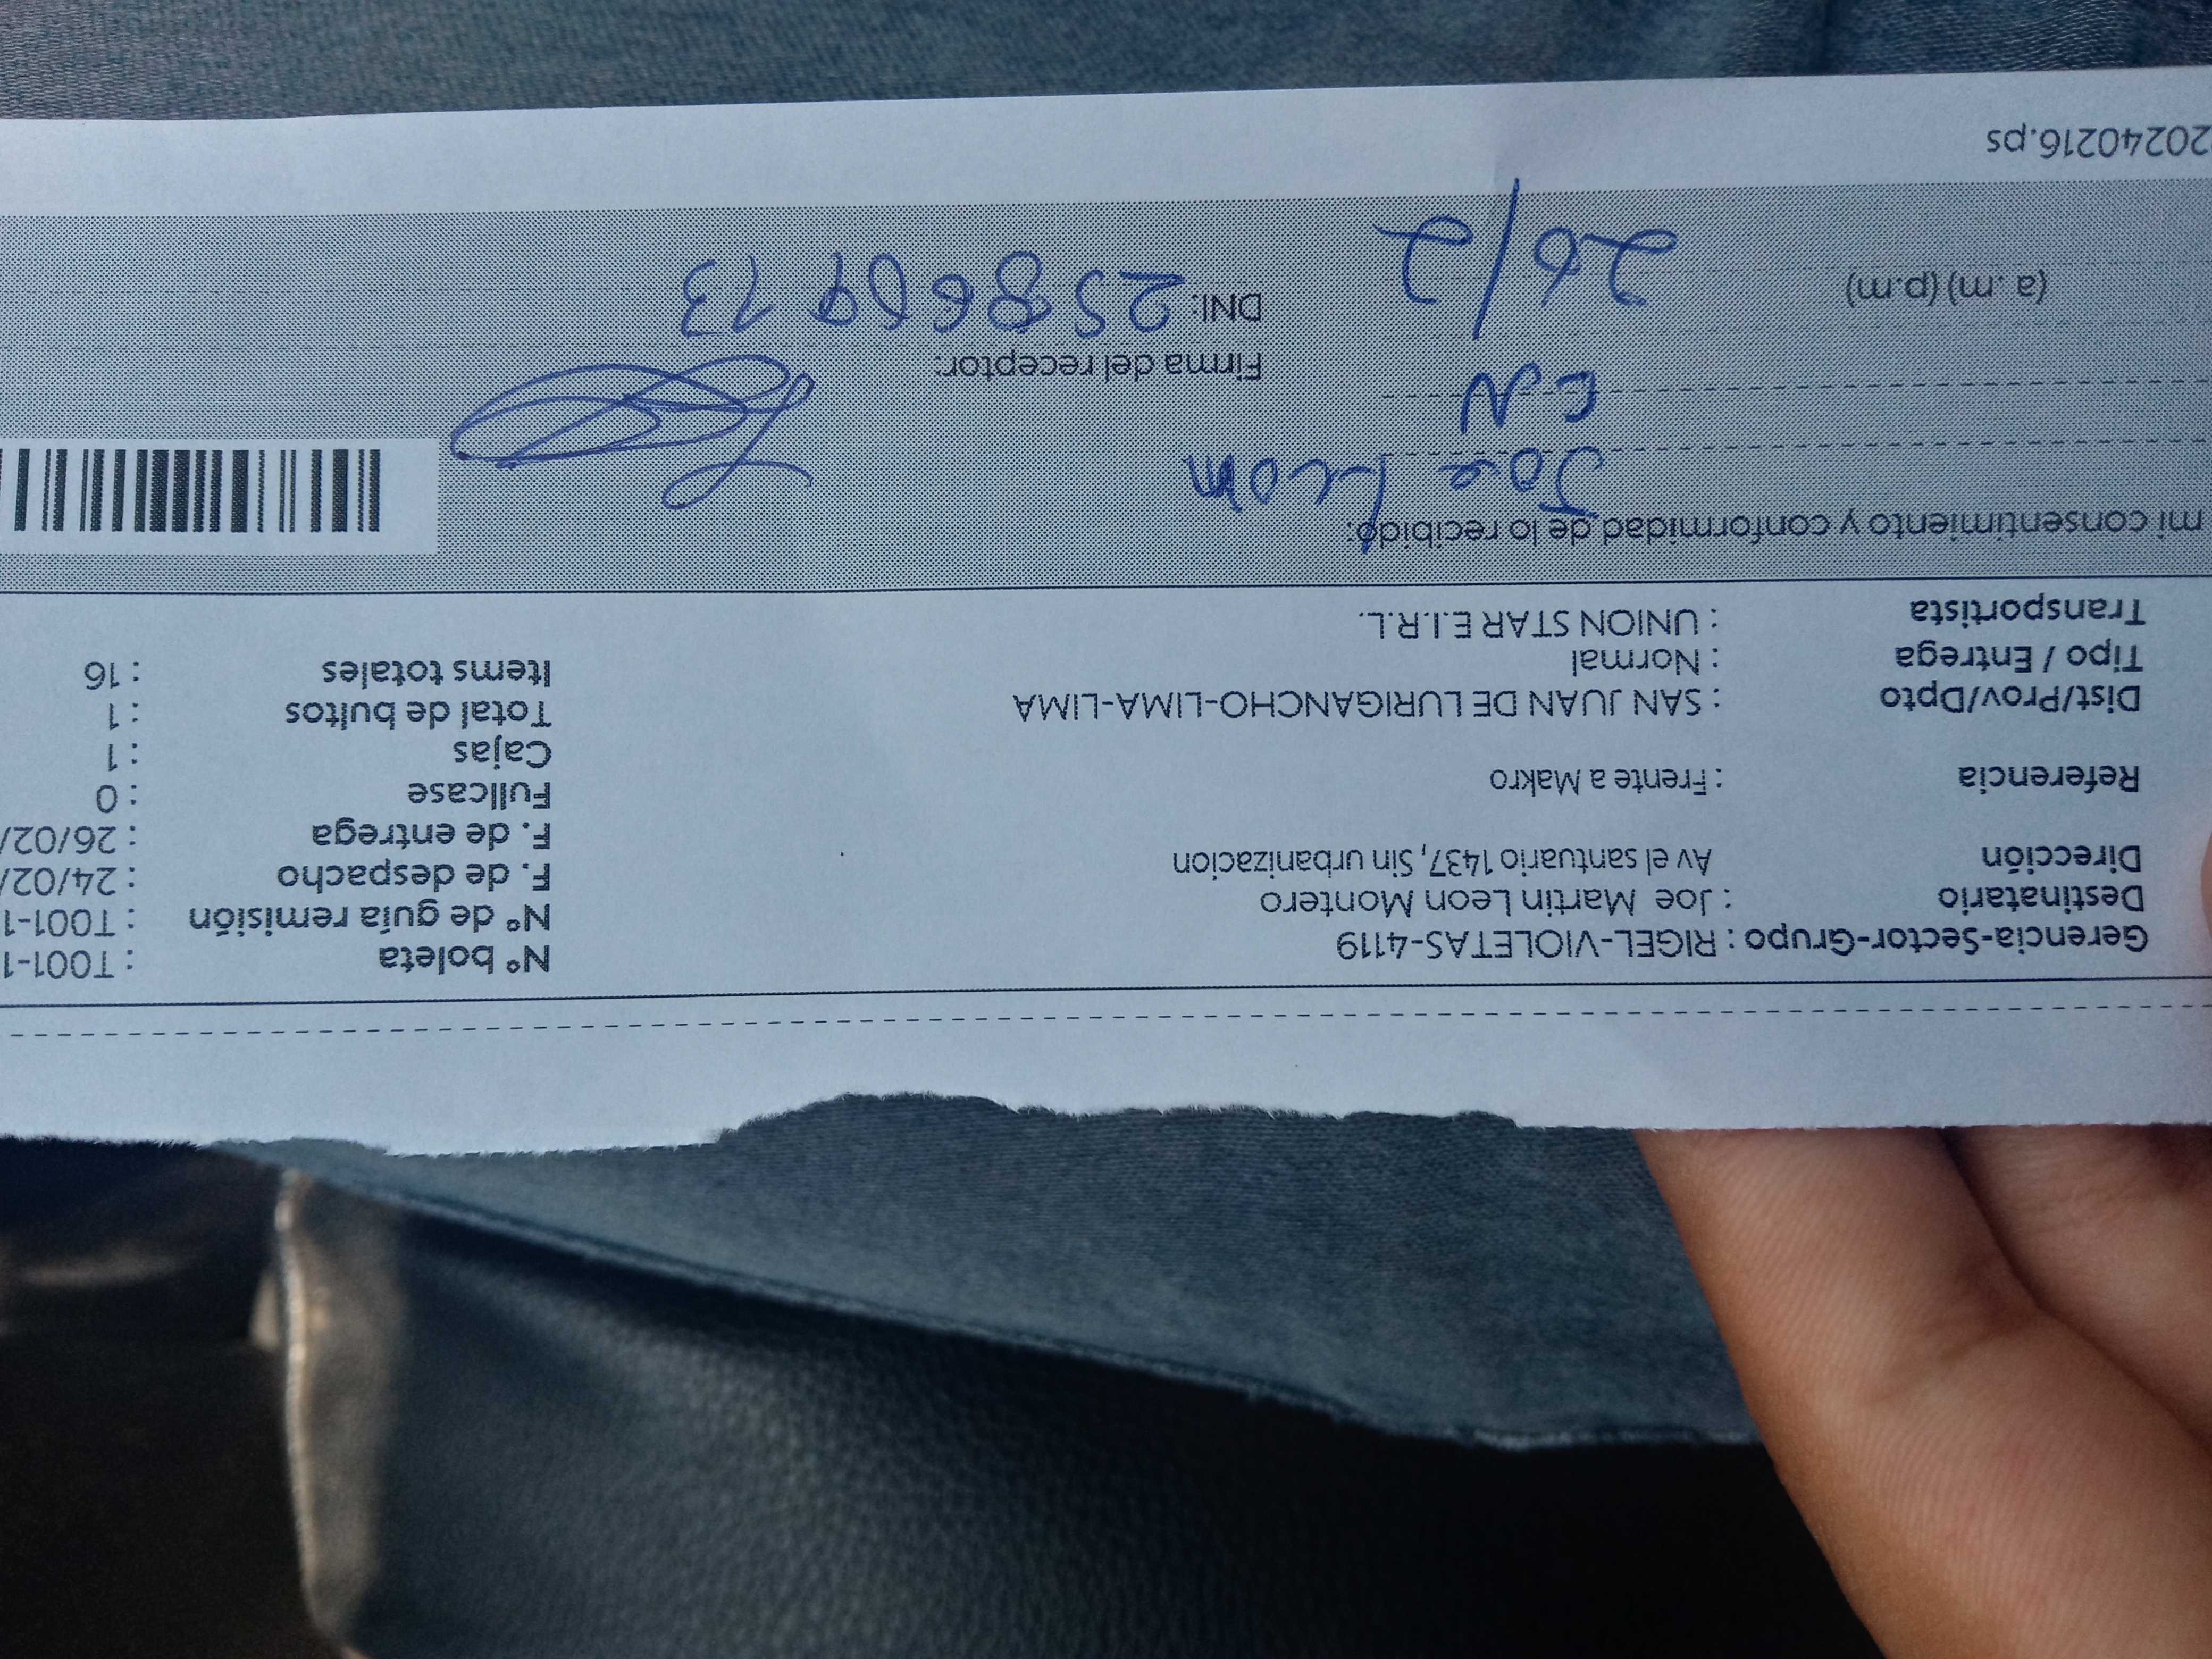 Gerencia-Sector-Grupo : RIGEL-VIOLETAS-4119
Destinatario : Joe Martin Leon Montero
Dirección Av el santuario 1437, Sin urbanizacion
Referencia : Frente a Makro
Dist/Prov/Dpto : SAN JUAN DE LURIGANCHO-LIMA-LIMA
Tipo / Entrega : Normal
Transportista : UNION STAR E.I.R.L.
N° boleta : T001-1
N° de guía remisión : T001-1
F. de despacho : 24/02/
F. de entrega : 26/02/
Fullcase : 0
Cajas : 1
Total de bultos : 1
Items totales : 16
mi consentimiento y conformidad de lo recibido:
Joe
EN
Firma del receptor:
(a. m) (p.m) 26/2
DNI:
20240216.ps